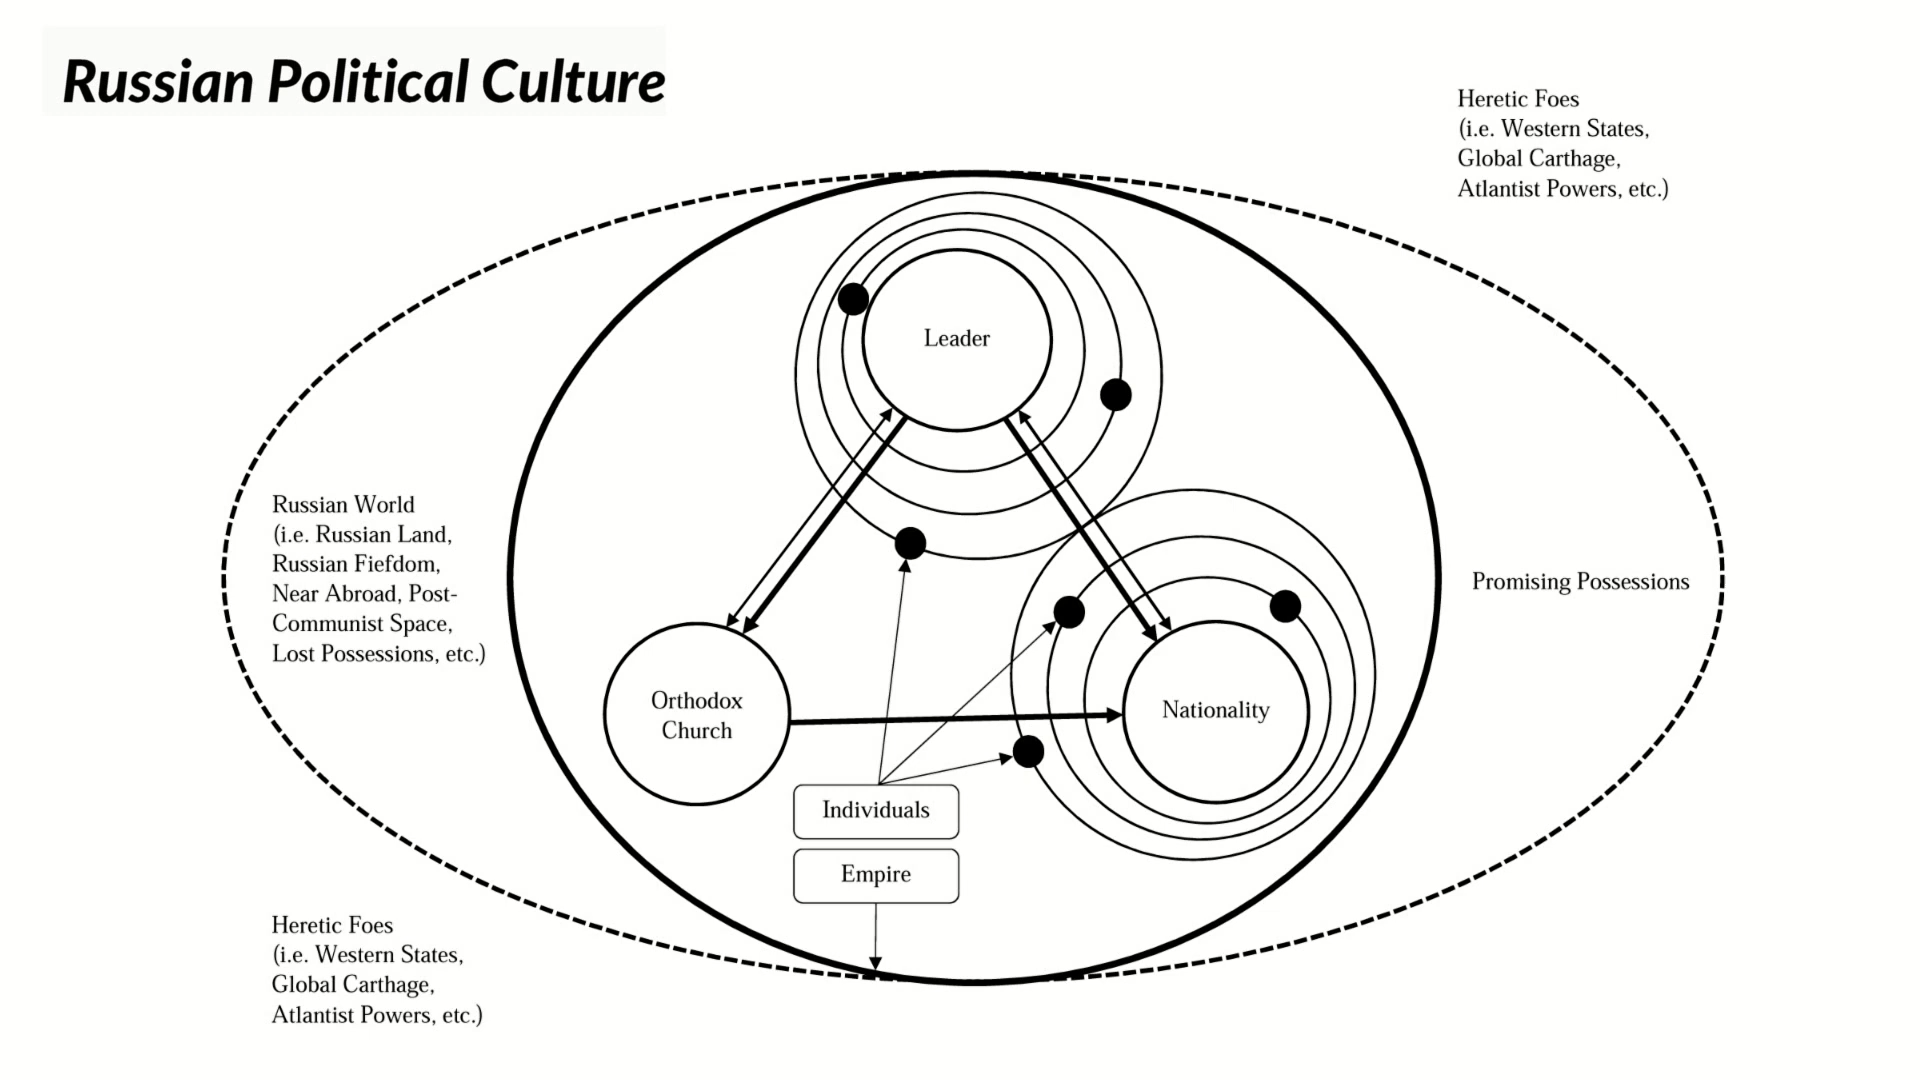 Russian Political Culture
Heretic Foes
(i.e. Western States,
Global Carthage,
Atlantist Powers, etc.)
Leader
Russian World
(i.e. Russian Land,
Russian Fiefdom,
Near Abroad, Post-
Communist Space,
Lost Possessions, etc.)
Promising Possessions
Orthodox
Church
Nationality
Individuals
Empire
Heretic Foes
(i.e. Western States,
Global Carthage,
Atlantist Powers, etc.)